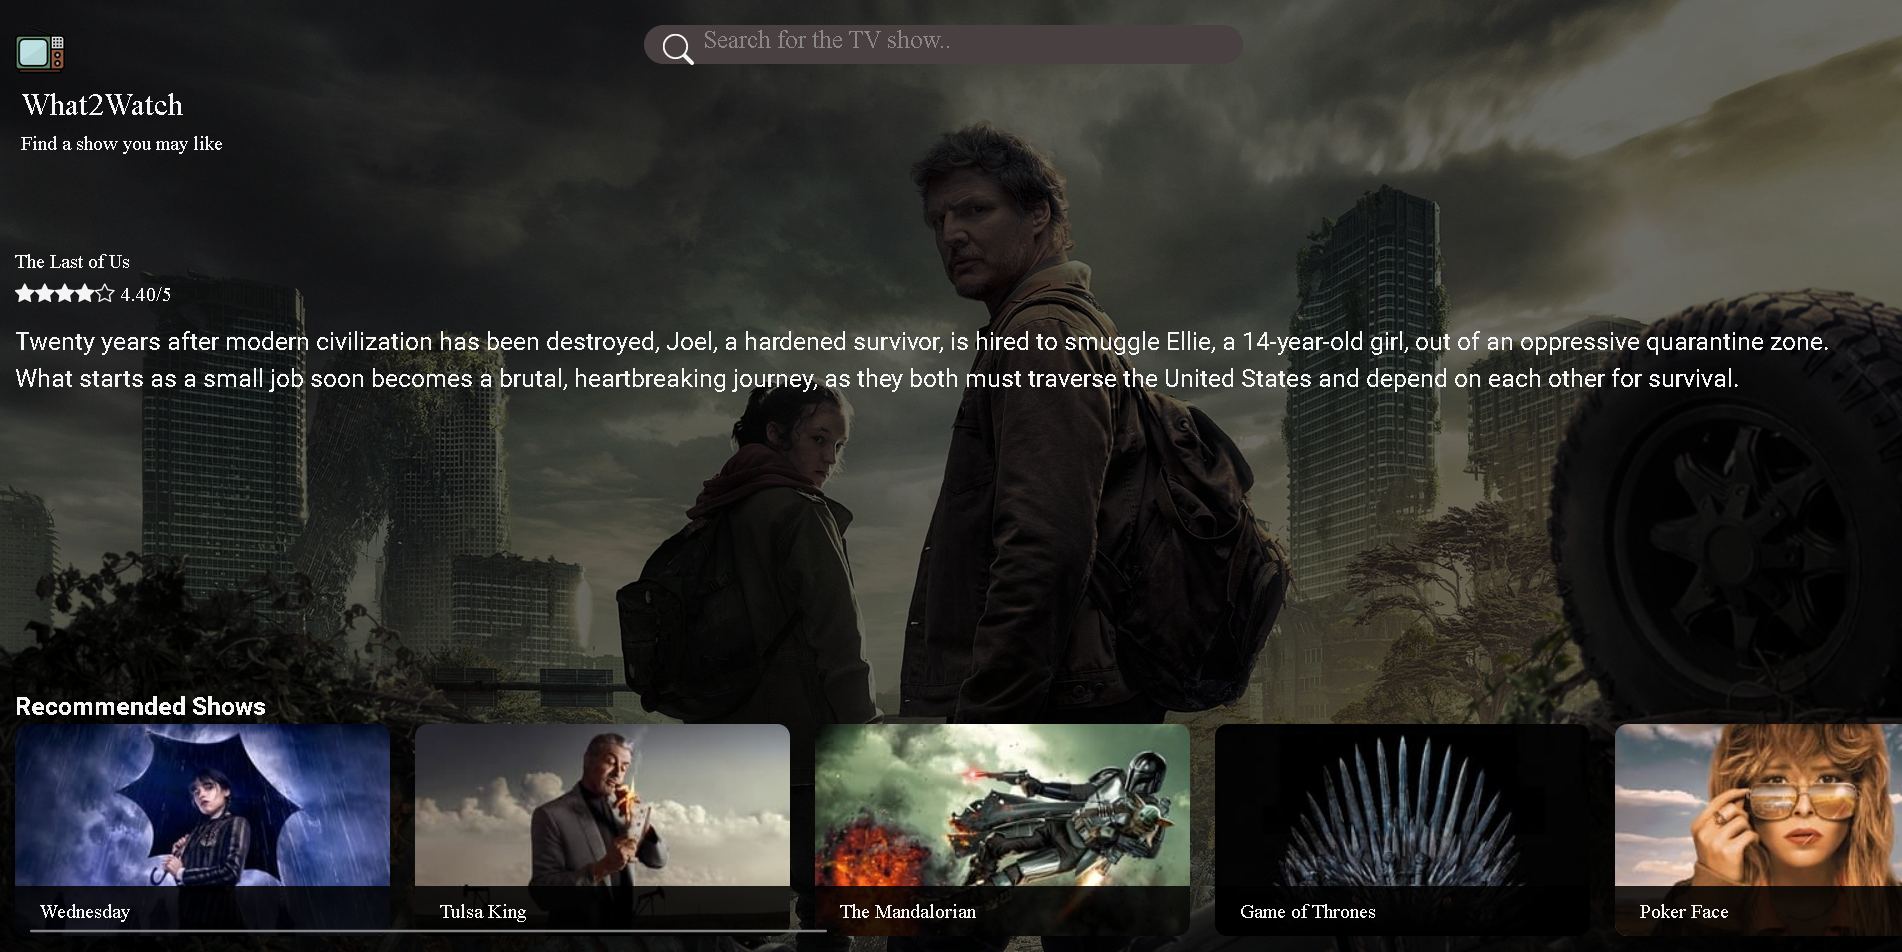 Search for the TV show..
What2Watch
Find a show you may like
The Last of Us
4.40/5
Twenty years after modern civilization has been destroyed, Joel, a hardened survivor, is hired to smuggle Ellie, a 14-year-old girl, out of an oppressive quarantine zone.
What starts as a small job soon becomes a brutal, heartbreaking journey, as they both must traverse the United States and depend on each other for survival.
Recommended Shows
Wednesday
Tulsa King
The Mandalorian
Game of Thrones
Poker Face